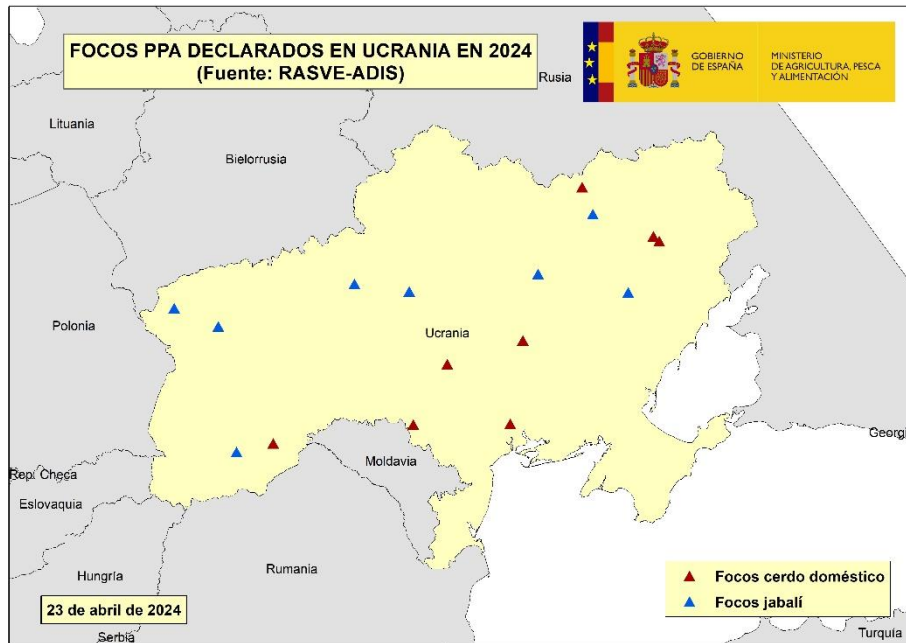 FOCOS PPA DECLARADOS EN UCRANIA EN 2024
(Fuente: RASVE-ADIS)
GOBIERNO
DE ESPAÑA
MINISTERIO
DE AGRICULTURA, PESCA
Y ALIMENTACIÓN
Rusia
Lituania
Bielorrusia
Polonia
Ucrania
Georgi
Moldavia
Rep. Checa
Eslovaquia
Hungría
Rumania
Focos cerdo doméstico
Focos jabalí
23 de abril de 2024
Serbia
Turquía